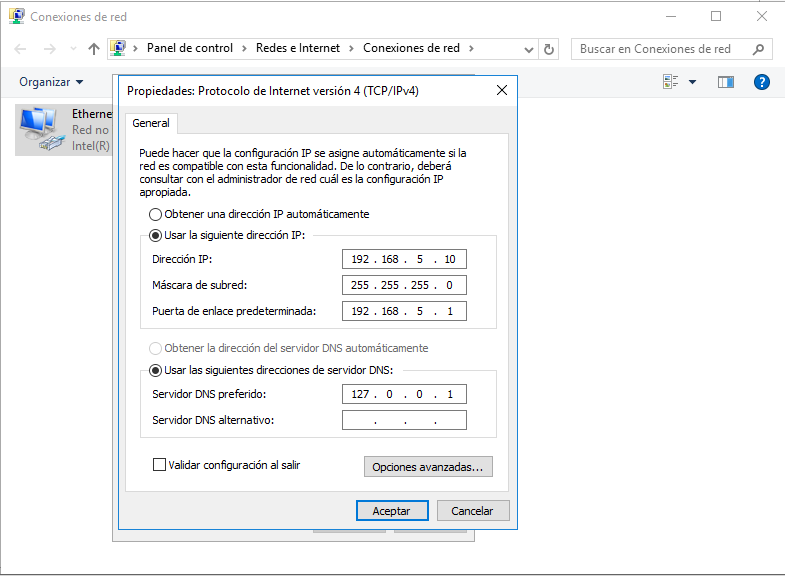 Conexiones de red
Panel de control > Redes e Internet > Conexiones de red >
Buscar en Conexiones de red
Organizar
Ethernet
Red no
Intel(R)
Propiedades: Protocolo de Internet versión 4 (TCP/IPv4)
General
Puede hacer que la configuración IP se asigne automáticamente si la
red es compatible con esta funcionalidad. De lo contrario, deberá
consultar con el administrador de red cuál es la configuración IP
apropiada.
Obtener una dirección IP automáticamente
Usar la siguiente dirección IP:
Dirección IP: 192 . 168 . 5 . 10
Máscara de subred: 255 . 255 . 255 . 0
Puerta de enlace predeterminada: 192 . 168 . 5 . 1
Obtener la dirección del servidor DNS automáticamente
Usar las siguientes direcciones de servidor DNS:
Servidor DNS preferido: 127 . 0 . 0 . 1
Servidor DNS alternativo: . . .
Validar configuración al salir
Opciones avanzadas...
Aceptar
Cancelar